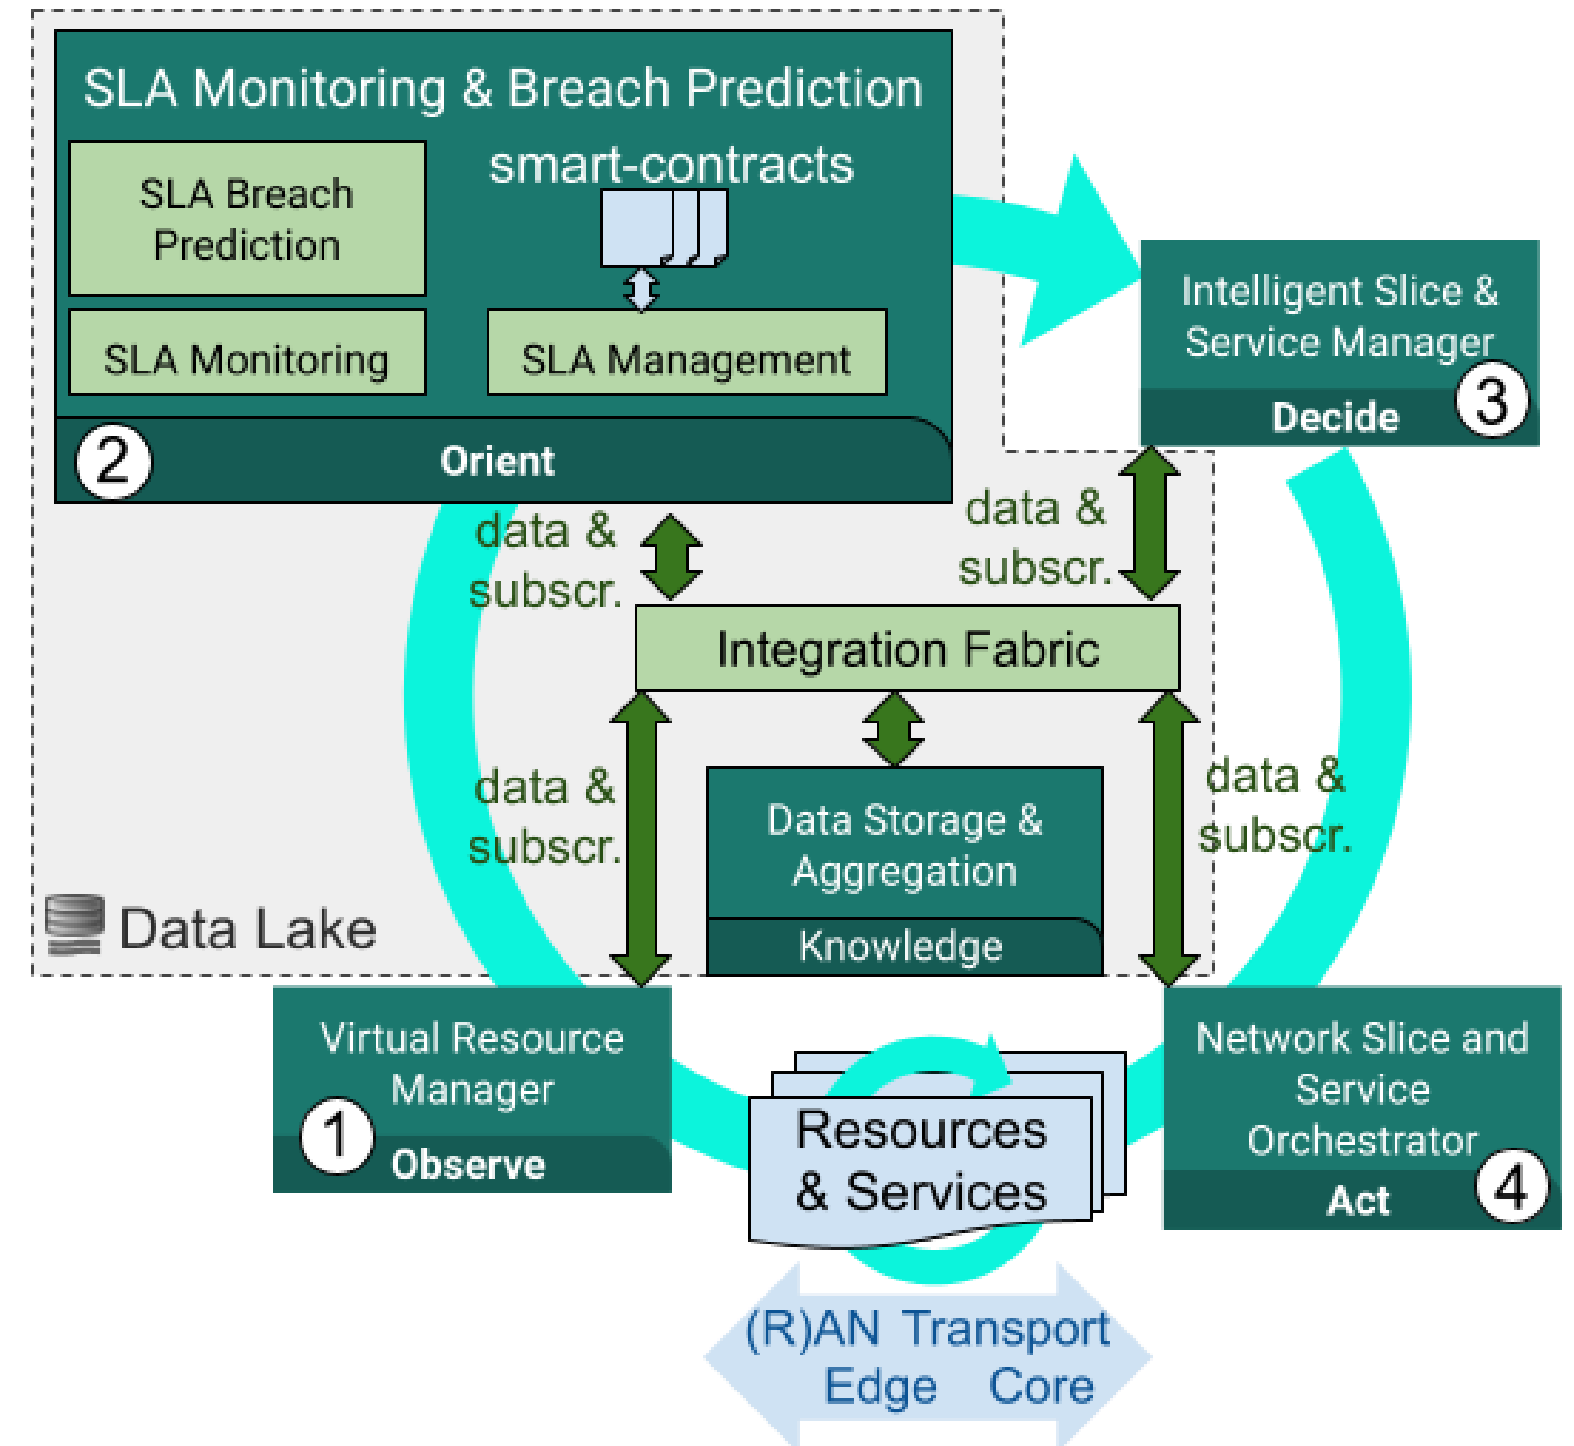 SLA Monitoring & Breach Prediction
smart-contracts
SLA Breach
Prediction
SLA Monitoring
SLA Management
2
Orient
Intelligent Slice &
Service Manager
3
Decide
data &
subscr.
data &
subscr.
Integration Fabric
data &
subscr.
data &
subscr.
Data Storage &
Aggregation
Knowledge
Data Lake
Virtual Resource
Manager
1
Observe
Resources
& Services
Network Slice and
Service
Orchestrator
4
Act
(R)AN Transport
Edge Core